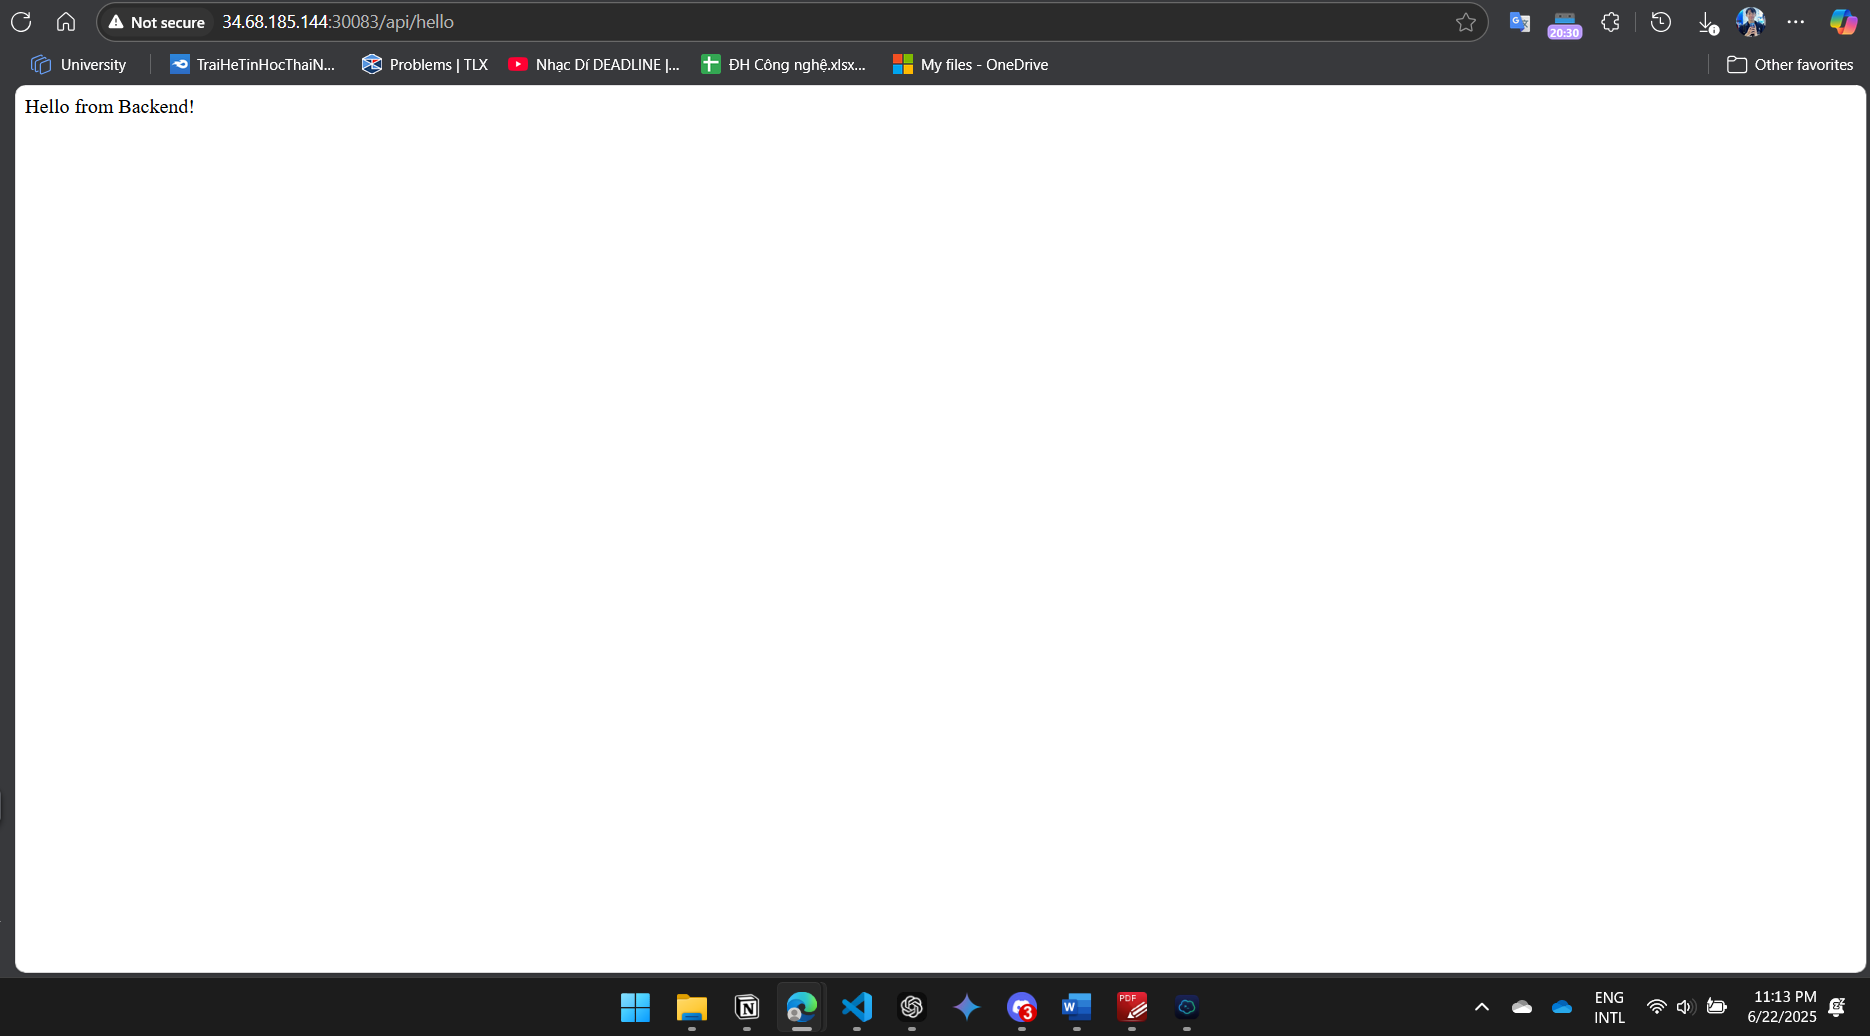 Not secure 34.68.185.144:30083/api/hello
20:30
University TraiHeTinHocThaiN... Problems | TLX Nhạc Dí DEADLINE |... ĐH Công nghệ.xlsx... My files - OneDrive Other favorites
Hello from Backend!
3
W
PDF
ENG
INTL
11:13 PM
6/22/2025